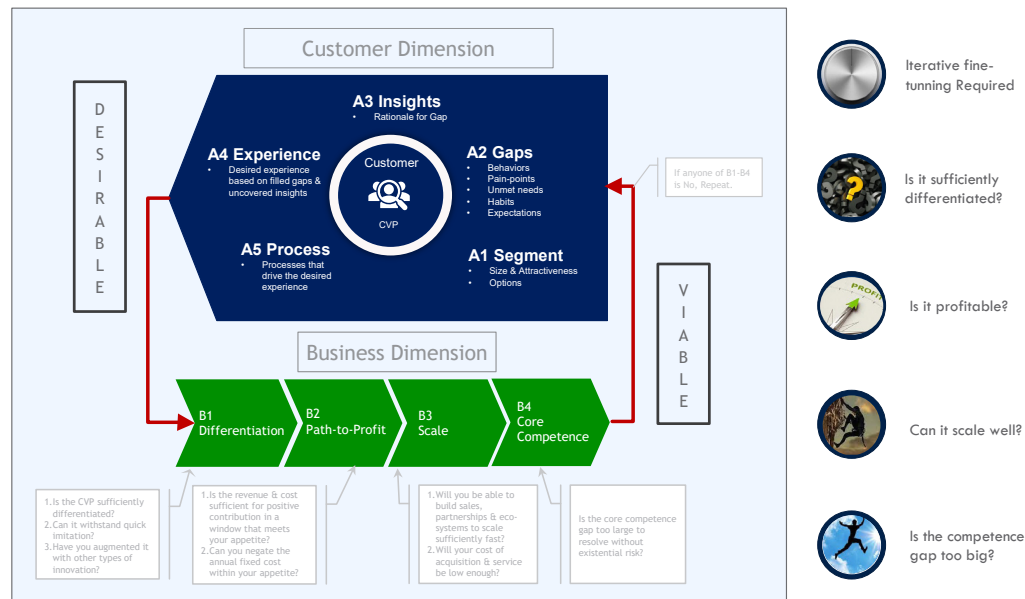 Customer Dimension
D
E
S
I
R
A
B
L
E
A3 Insights
• Rationale for Gap
A4 Experience
• Desired experience
based on filled gaps &
uncovered insights
Customer
CVP
A2 Gaps
• Behaviors
• Pain-points
• Unmet needs
• Habits
• Expectations
A5 Process
• Processes that
drive the desired
experience
A1 Segment
• Size & Attractiveness
• Options
If anyone of B1-B4
is No, Repeat.
V
I
A
B
L
E
Business Dimension
B1
Differentiation
B2
Path-to-Profit
B3
Scale
B4
Core
Competence
1.Is the CVP sufficiently
differentiated?
2.Can it withstand quick
imitation?
3.Have you augmented it
with other types of
innovation?
1.Is the revenue & cost
sufficient for positive
contribution in a
window that meets
your appetite?
2.Can you negate the
annual fixed cost
within your appetite?
1.Will you be able to
build sales,
partnerships & eco-
systems to scale
sufficiently fast?
2.Will your cost of
acquisition & service
be low enough?
Is the core competence
gap too large to
resolve without
existential risk?
Iterative fine-
tuning Required
?
Is it sufficiently
differentiated?
PROFIT
Is it profitable?
Can it scale well?
Is the competence
gap too big?